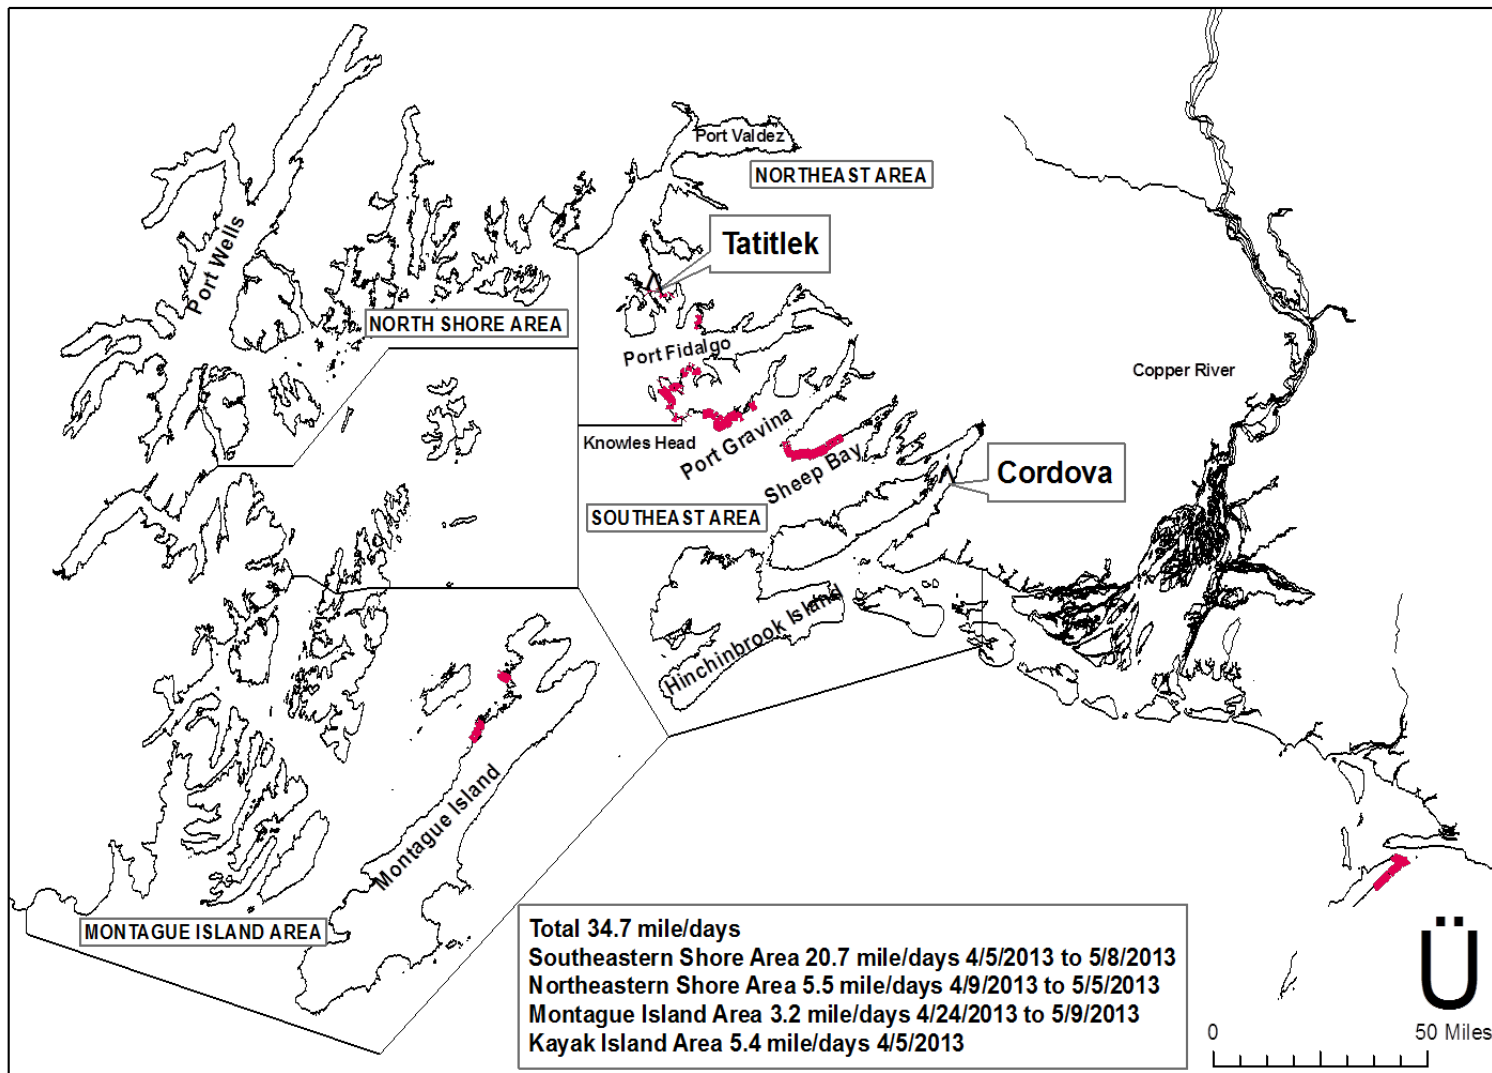 Port Valdez
NORTHEAST AREA
Tatitlek
Port Wells
NORTH SHORE AREA
Port Fidalgo
Copper River
Knowles Head
Port Gravina
Sheep Bay
Cordova
SOUTHEAST AREA
Hinchinbrook Island
Montague Island
MONTAGUE ISLAND AREA
Total 34.7 mile/days
Southeastern Shore Area 20.7 mile/days 4/5/2013 to 5/8/2013
Northeastern Shore Area 5.5 mile/days 4/9/2013 to 5/5/2013
Montague Island Area 3.2 mile/days 4/24/2013 to 5/9/2013
Kayak Island Area 5.4 mile/days 4/5/2013
Ü
0 50 Miles